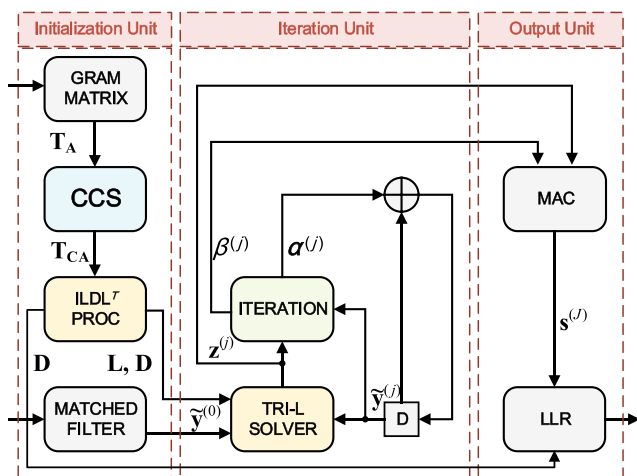 Initialization Unit
Iteration Unit
Output Unit
GRAM
MATRIX
T_A
CCS
T_CA
ILDL^T
PROC
D
L, D
MATCHED
FILTER
ỹ^(0)
β^(j)
α^(j)
ITERATION
z^(j)
TRI-L
SOLVER
ỹ^(j)
D
MAC
s^(J)
LLR